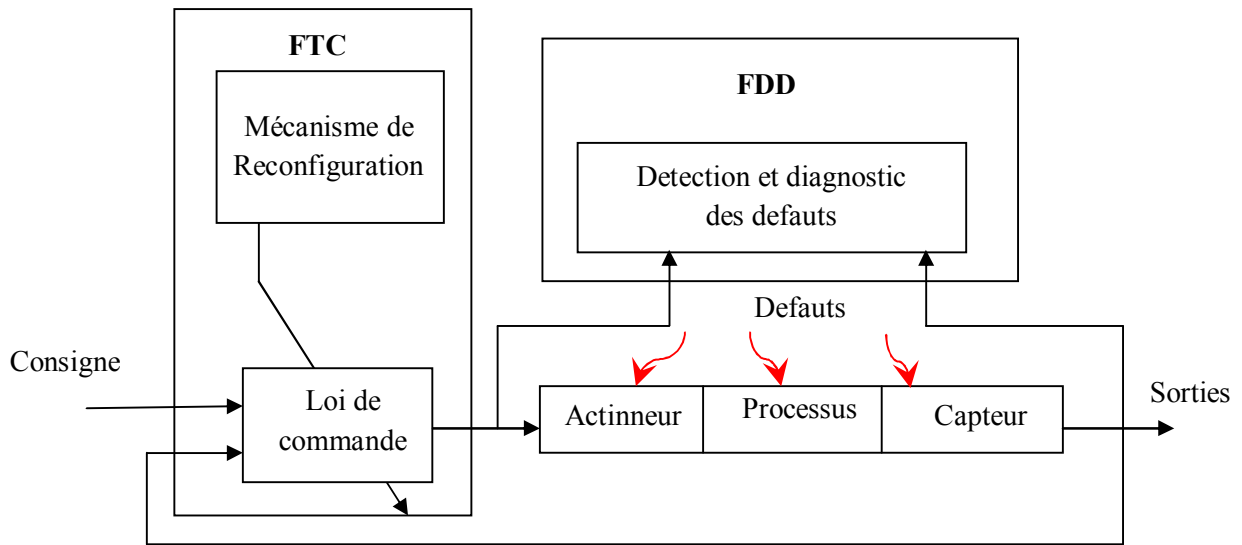 FTC
Mécanisme de
Reconfiguration
FDD
Detection et diagnostic
des defauts
Defauts
Consigne
Loi de
commande
Actinneur
Processus
Capteur
Sorties